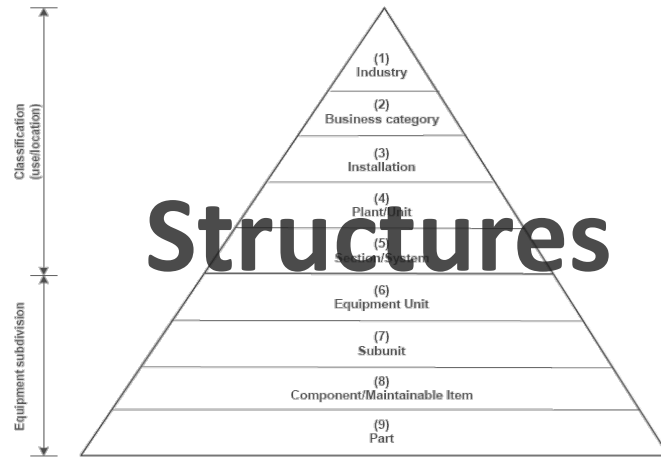 Classification
(use/location)
Equipment subdivision
(1)
Industry
(2)
Business category
(3)
Installation
(4)
Plant/Unit
Structures
(5)
Section/System
(6)
Equipment Unit
(7)
Subunit
(8)
Component/Maintainable Item
(9)
Part